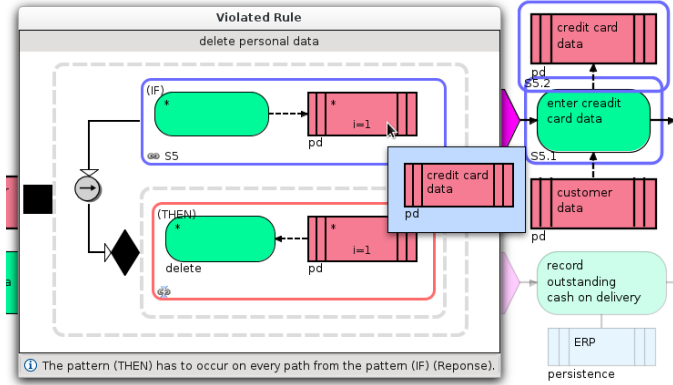 Violated Rule
delete personal data
(IF)
*
*
i=1
pd
S5
(THEN)
*
*
i=1
delete
pd
The pattern (THEN) has to occur on every path from the pattern (IF) (Reponse).
credit card
data
pd
credit card
data
pd
S5.2
enter creadit
card data
S5.1
customer
data
pd
record
outstanding
cash on delivery
ERP
persistence